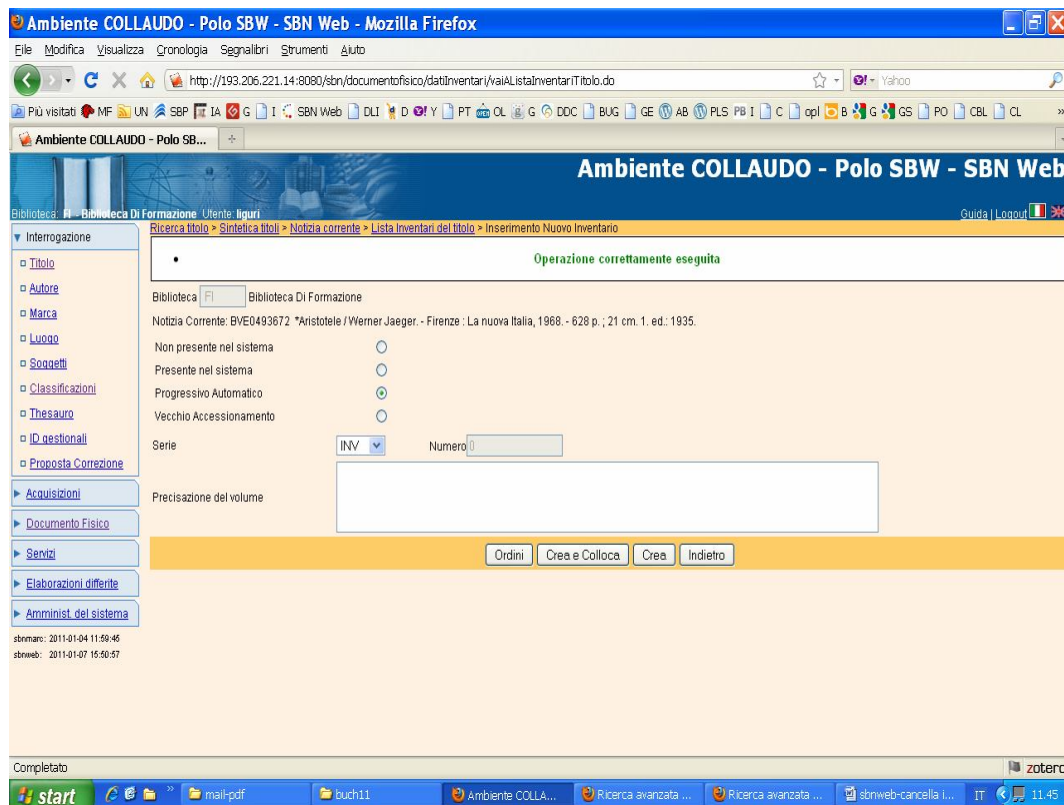 Ambiente COLLAUDO - Polo SBW - SBN Web - Mozilla Firefox
File Modifica Visualizza Cronologia Segnalibri Strumenti Aiuto
http://193.206.221.14:8080/sbn/documentofisico/datiInventari/vaiAListaInventariTitolo.do Yahoo
Più visitati MF UN SBP IA G I SBN Web DLI D Y PT OL G DDC BUG GE AB PLS PB I C opl B G GS PO CBL CL »
Ambiente COLLAUDO - Polo SB...
Ambiente COLLAUDO - Polo SBW - SBN Web
Biblioteca: FI - Biblioteca Di Formazione Utente: liguri Guida | Logout
Ricerca titolo > Sintetica titoli > Notizia corrente > Lista Inventari del titolo > Inserimento Nuovo Inventario
Operazione correttamente eseguita
Interrogazione
Titolo
Autore
Marca
Luogo
Soggetti
Classificazioni
Thesauro
ID gestionali
Proposta Correzione
Acquisizioni
Documento Fisico
Servizi
Elaborazioni differite
Amminist. del sistema
sbnmarc: 2011-01-04 11:59:46
sbnweb: 2011-01-07 15:50:57
Biblioteca FI Biblioteca Di Formazione
Notizia Corrente: BVE0493672 *Aristotele / Werner Jaeger. - Firenze : La nuova Italia, 1968. - 628 p. ; 21 cm. 1. ed.: 1935.
Non presente nel sistema
Presente nel sistema
Progressivo Automatico
Vecchio Accessionamento
Serie INV Numero 0
Precisazione del volume
Ordini Crea e Colloca Crea Indietro
Completato zotero
start » mail-pdf buch11 Ambiente COLLA... Ricerca avanzata ... Ricerca avanzata ... sbnweb-cancella i... IT 11.45